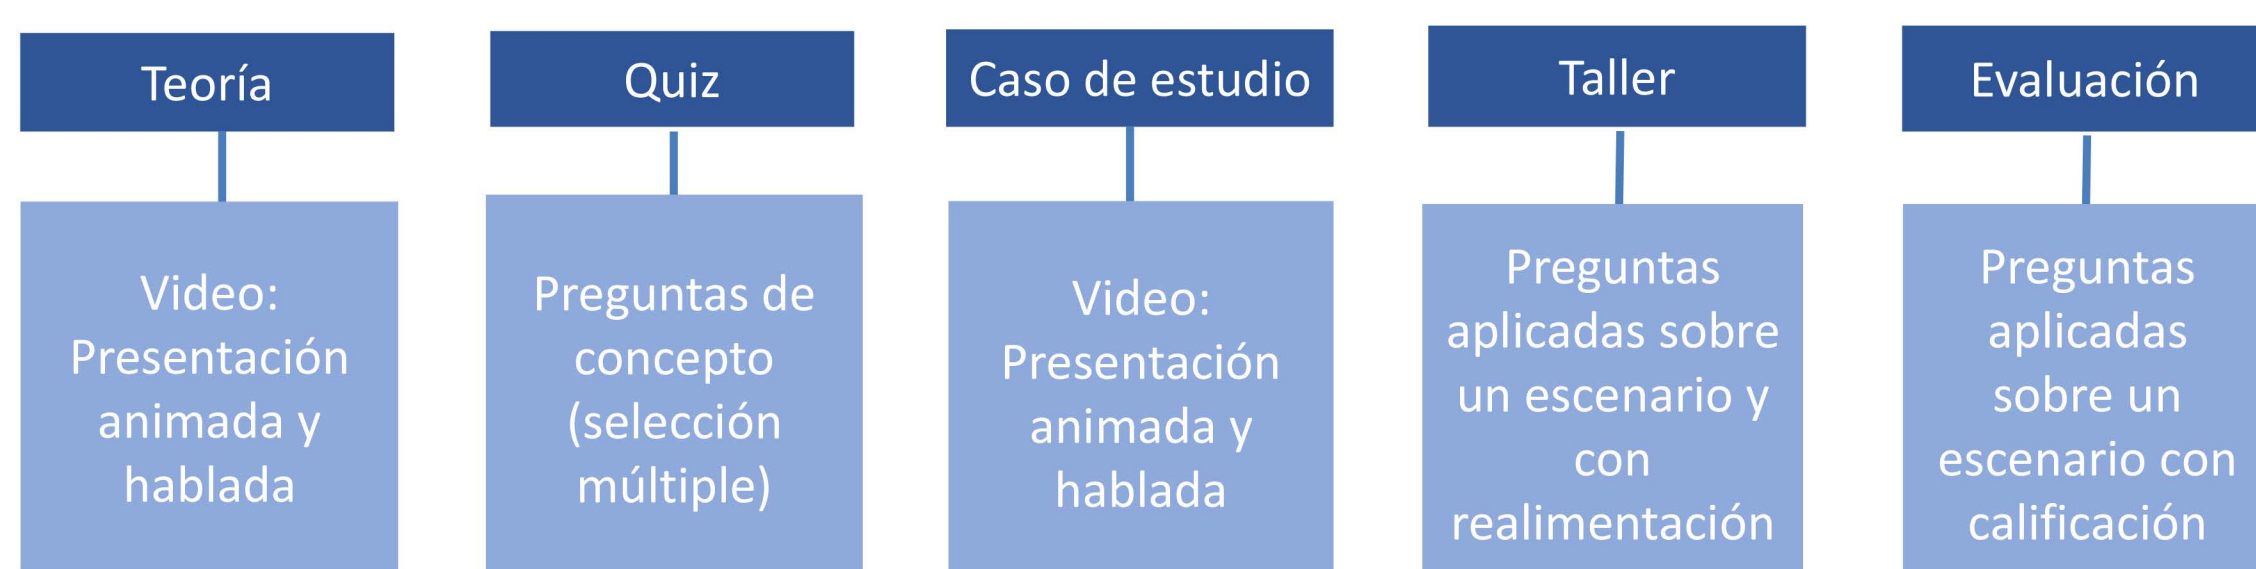 Teoría
Video:
Presentación
animada y
hablada
Quiz
Preguntas de
concepto
(selección
múltiple)
Caso de estudio
Video:
Presentación
animada y
hablada
Taller
Preguntas
aplicadas sobre
un escenario y
con
realimentación
Evaluación
Preguntas
aplicadas
sobre un
escenario con
calificación